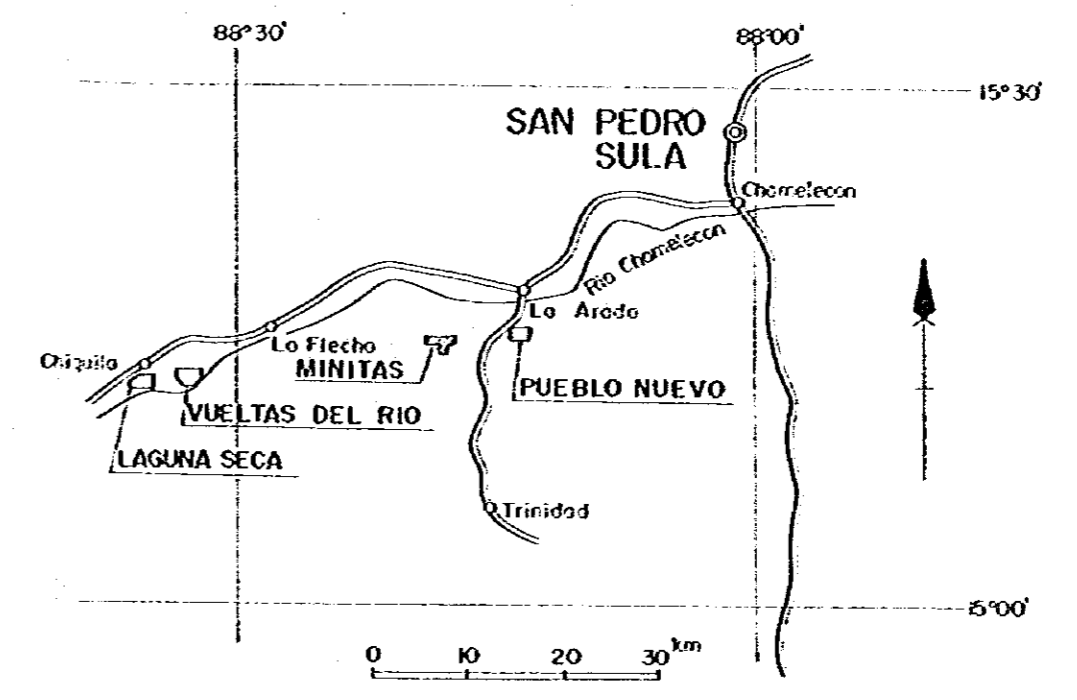 88°30'
88°00'
15°30'
SAN PEDRO
SULA
Chamelecon
Rio Chamelecon
La Arada
La Flecha
MINITAS
PUEBLO NUEVO
VUELTAS DEL RIO
LAGUNA SECA
Trinidad
15°00'
0 10 20 30 km